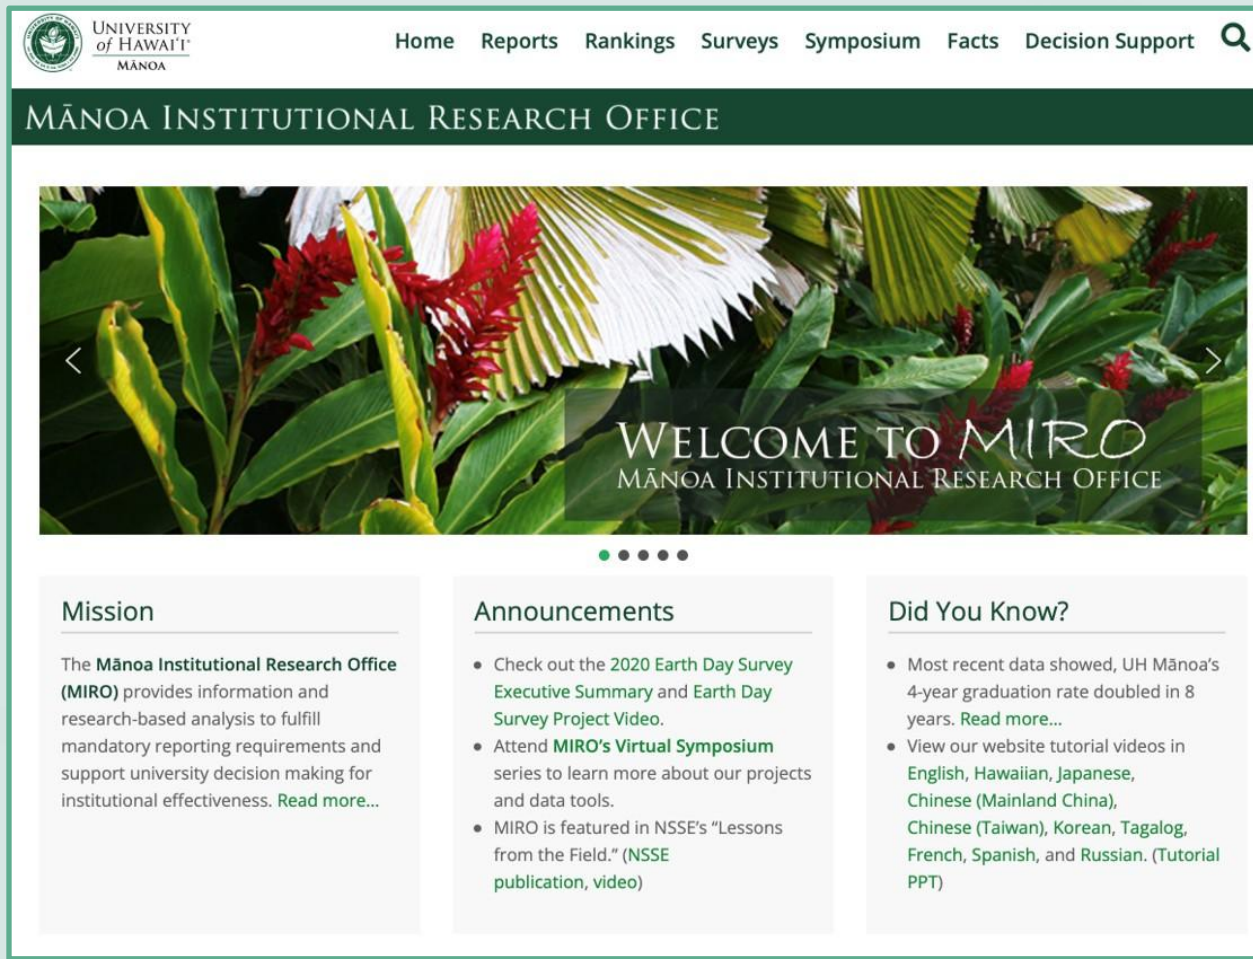 UNIVERSITY
of HAWAIʻI®
MĀNOA
Home Reports Rankings Surveys Symposium Facts Decision Support
MĀNOA INSTITUTIONAL RESEARCH OFFICE
WELCOME TO MIRO
MĀNOA INSTITUTIONAL RESEARCH OFFICE
Mission
The Mānoa Institutional Research Office
(MIRO) provides information and
research-based analysis to fulfill
mandatory reporting requirements and
support university decision making for
institutional effectiveness. Read more...
Announcements
• Check out the 2020 Earth Day Survey
Executive Summary and Earth Day
Survey Project Video.
• Attend MIRO's Virtual Symposium
series to learn more about our projects
and data tools.
• MIRO is featured in NSSE's “Lessons
from the Field.” (NSSE
publication, video)
Did You Know?
• Most recent data showed, UH Mānoa's
4-year graduation rate doubled in 8
years. Read more...
• View our website tutorial videos in
English, Hawaiian, Japanese,
Chinese (Mainland China),
Chinese (Taiwan), Korean, Tagalog,
French, Spanish, and Russian. (Tutorial
PPT)